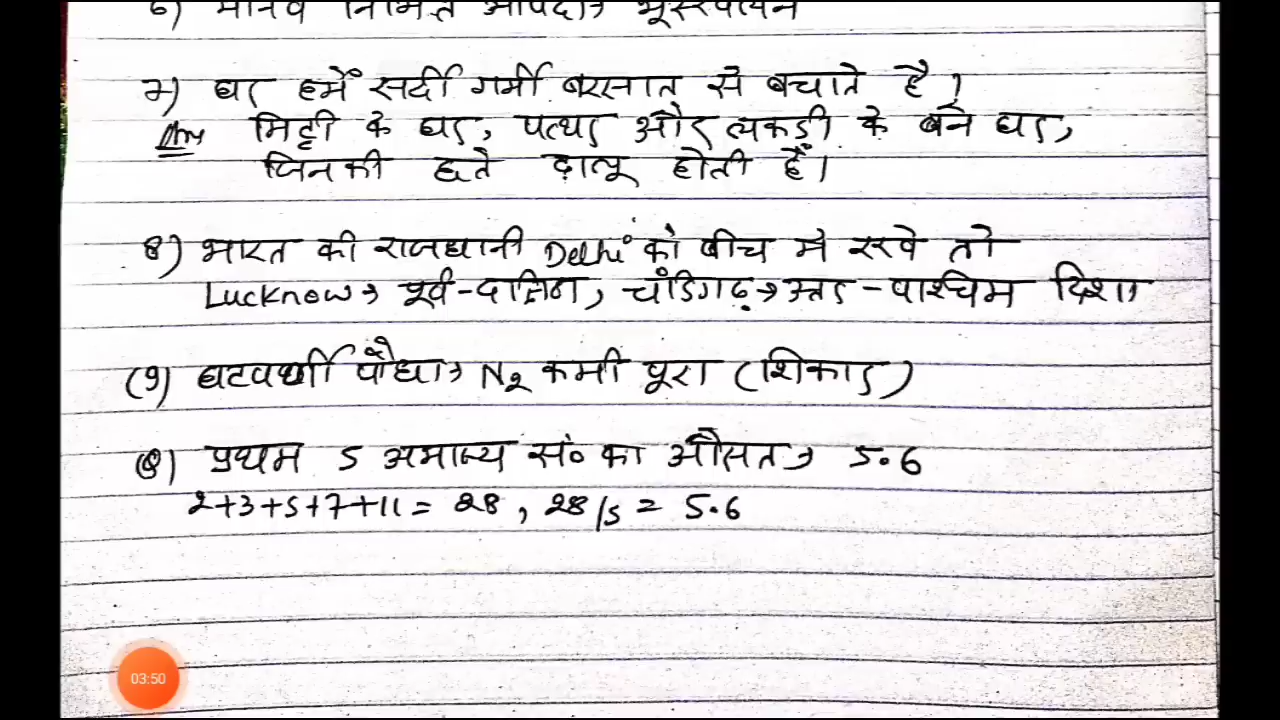 6) मानव निर्मित आपदा→ भूस्खलन
7) घर हमें सर्दी गर्मी बरसात से बचाते है।
Ans मिट्टी के घर, पत्थर और लकडी के बने घर,
जिनकी छते ढालू होती हैं।
8) भारत की राजधानी Delhi को बीच मे रखे तो
Lucknow→ पूर्व-दक्षिण, चंडिगढ़→ उत्तर-पश्चिम दिशा
(9) घटपर्णी पौधा→ N2 कमी पूरा (शिकार)
प्रथम 5 अभाज्य सं० का औसत→ 5.6
2+3+5+7+11 = 28, 28/5 = 5.6
03:50